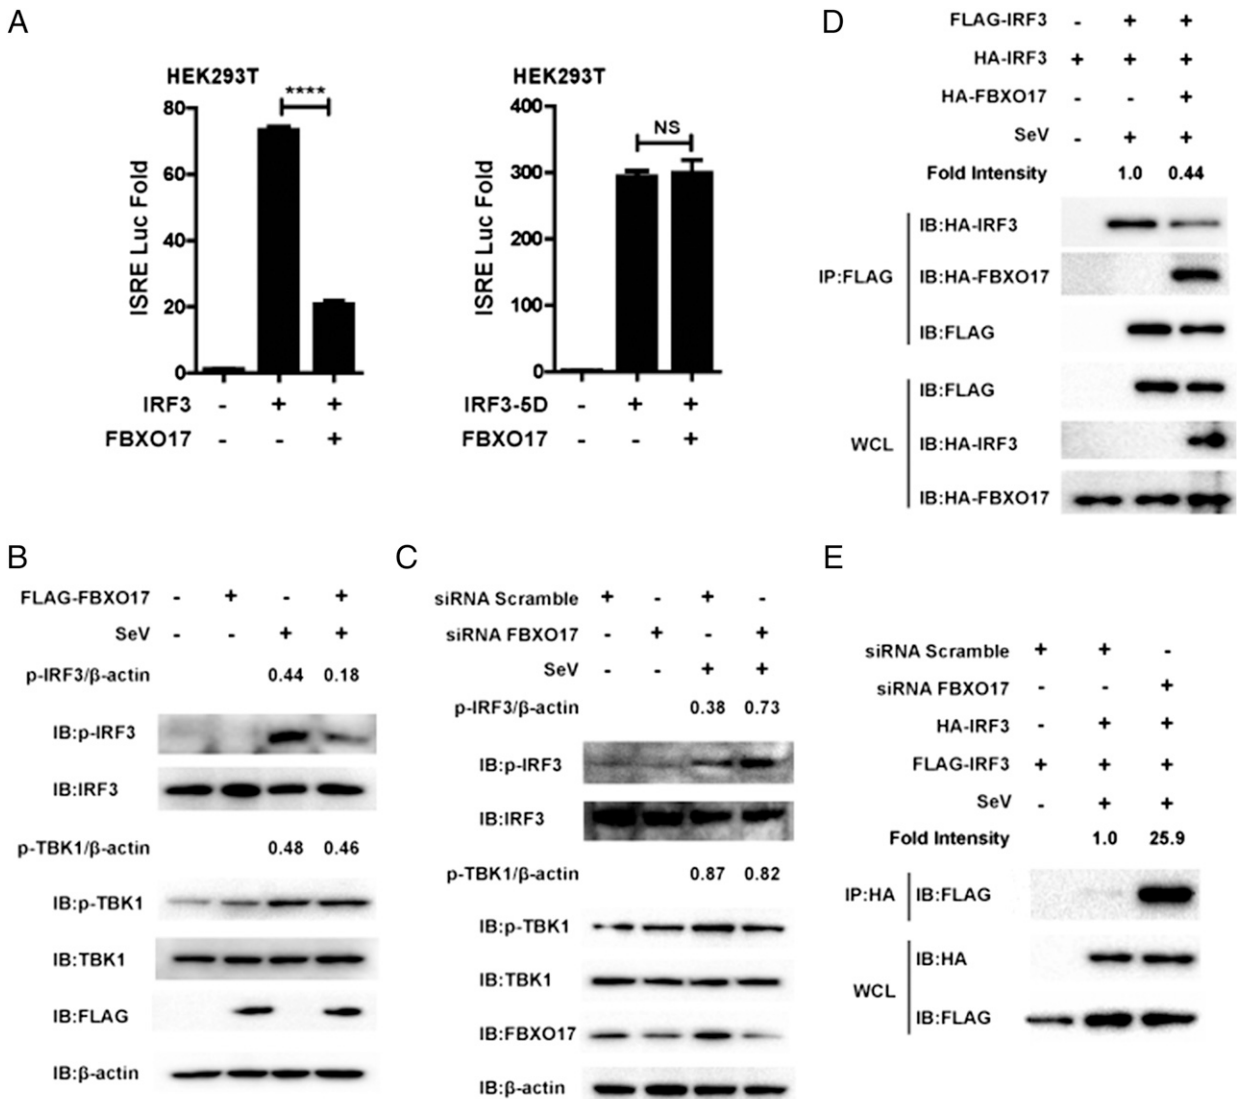 A
HEK293T
****
80
60
40
20
0
ISRE Luc Fold
IRF3 - + +
FBXO17 - - +
HEK293T
NS
400
300
200
100
0
ISRE Luc Fold
IRF3-5D - + +
FBXO17 - - +
D
FLAG-IRF3 - + +
HA-IRF3 + + +
HA-FBXO17 - - +
SeV - + +
Fold Intensity 1.0 0.44
IP:FLAG
IB:HA-IRF3
IB:HA-FBXO17
IB:FLAG
WCL
IB:FLAG
IB:HA-IRF3
IB:HA-FBXO17
B
FLAG-FBXO17 - + - +
SeV - - + +
p-IRF3/β-actin 0.44 0.18
IB:p-IRF3
IB:IRF3
p-TBK1/β-actin 0.48 0.46
IB:p-TBK1
IB:TBK1
IB:FLAG
IB:β-actin
C
siRNA Scramble + - + -
siRNA FBXO17 - + - +
SeV - - + +
p-IRF3/β-actin 0.38 0.73
IB:p-IRF3
IB:IRF3
p-TBK1/β-actin 0.87 0.82
IB:p-TBK1
IB:TBK1
IB:FBXO17
IB:β-actin
E
siRNA Scramble + + -
siRNA FBXO17 - - +
HA-IRF3 - + +
FLAG-IRF3 + + +
SeV - + +
Fold Intensity 1.0 25.9
IP:HA
IB:FLAG
WCL
IB:HA
IB:FLAG